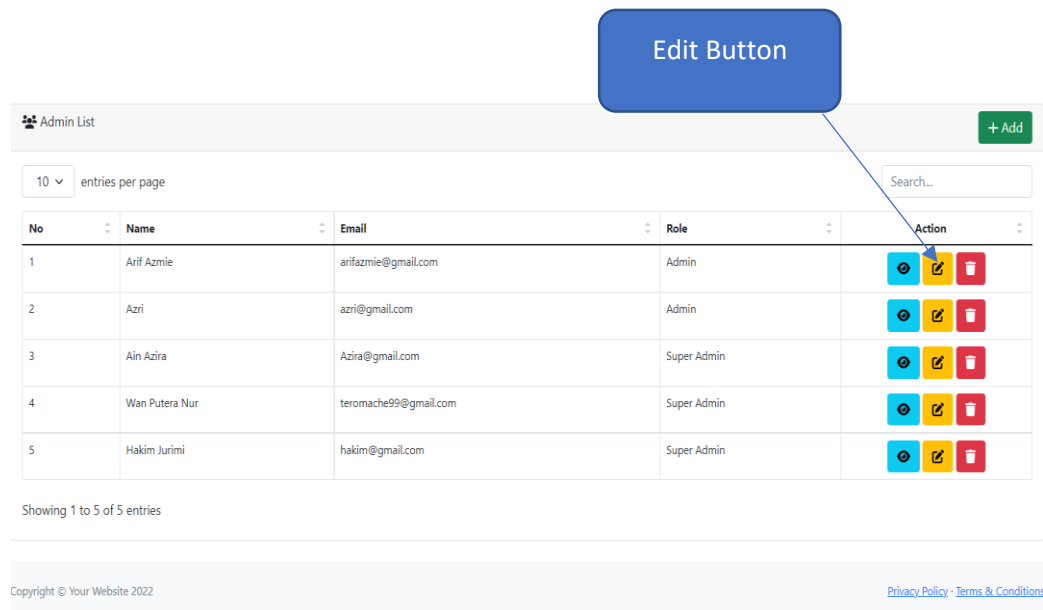 Edit Button
Admin List
+ Add
10 entries per page
Search...
No Name Email Role Action
1 Arif Azmie arifazmie@gmail.com Admin
2 Azri azri@gmail.com Admin
3 Ain Azira Azira@gmail.com Super Admin
4 Wan Putera Nur teromache99@gmail.com Super Admin
5 Hakim Jurimi hakim@gmail.com Super Admin
Showing 1 to 5 of 5 entries
Copyright © Your Website 2022
Privacy Policy · Terms & Conditions